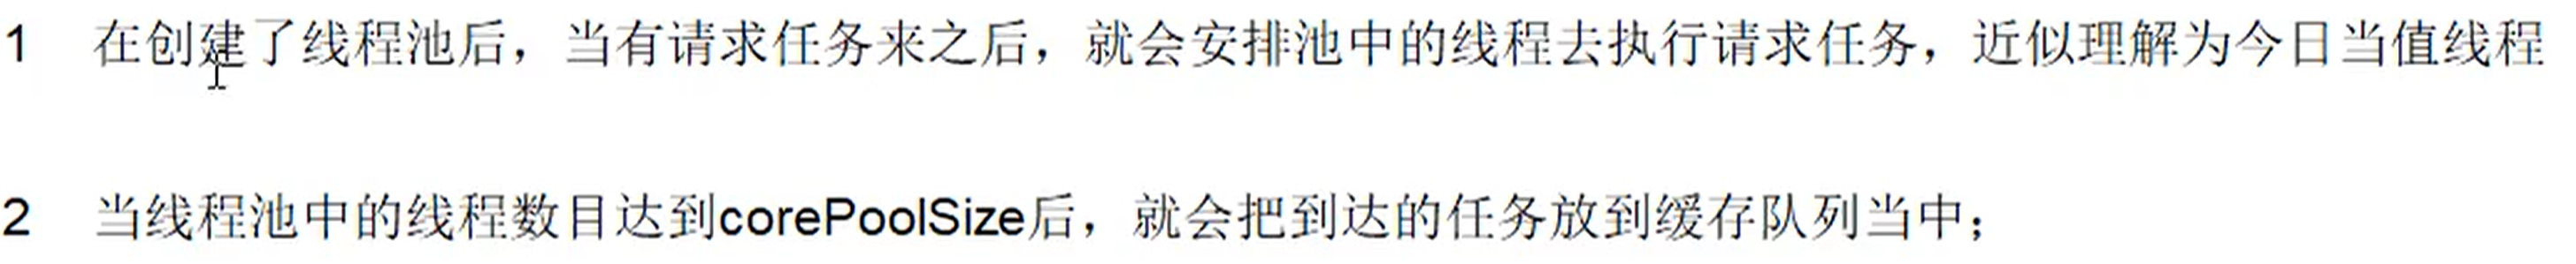 1 在创建了线程池后，当有请求任务来之后，就会安排池中的线程去执行请求任务，近似理解为今日当值线程
2 当线程池中的线程数目达到corePoolSize后，就会把到达的任务放到缓存队列当中；